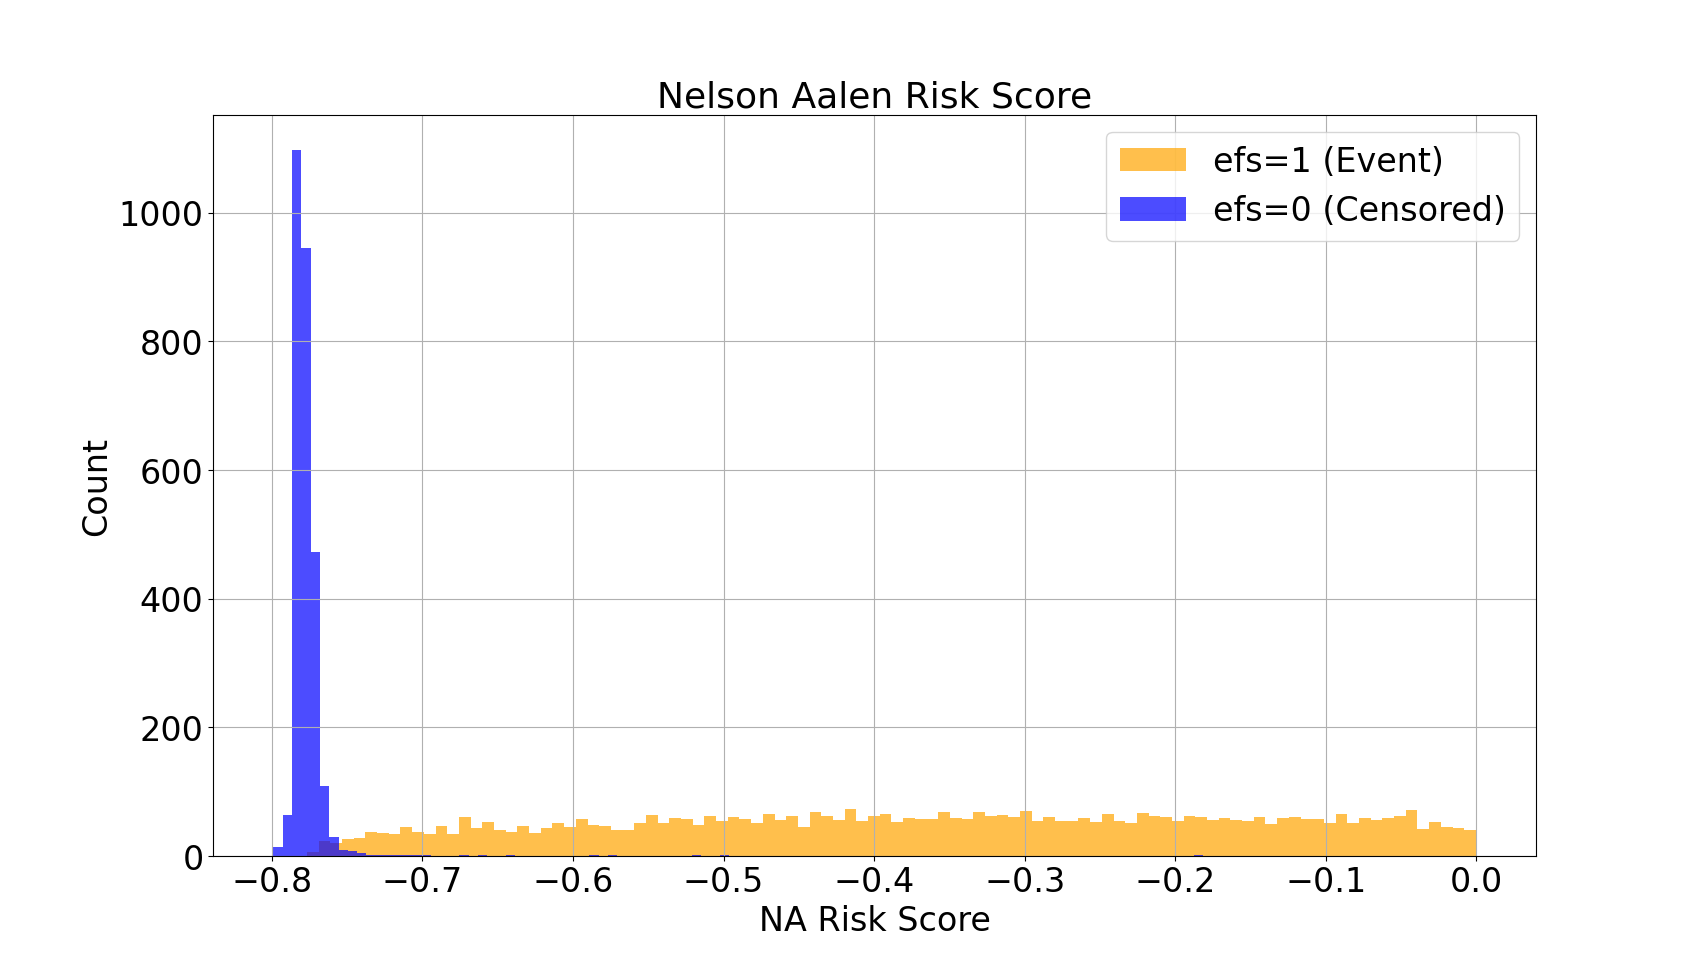 Nelson Aalen Risk Score
efs=1 (Event)
efs=0 (Censored)
1000
800
600
400
200
0
Count
−0.8 −0.7 −0.6 −0.5 −0.4 −0.3 −0.2 −0.1 0.0
NA Risk Score